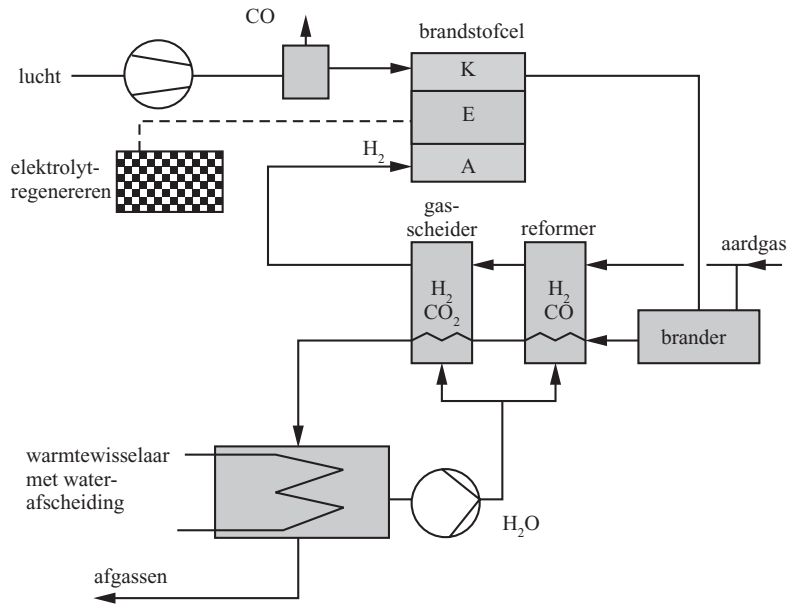 CO
brandstofcel
lucht
K
E
H₂
A
elektrolyt-
regenereren
gas-
scheider
reformer
aardgas
H₂
CO₂
H₂
CO
brander
warmtewisselaar
met water-
afscheiding
H₂O
afgassen